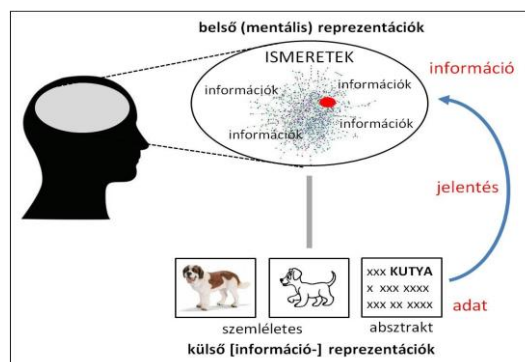 belső (mentális) reprezentációk
ISMERETEK
információ
információk
információk
információk
információk
jelentés
xxx KUTYA
x xxx xxxx
xxx xx xxxx
adat
szemléletes
absztrakt
külső [információ-] reprezentációk